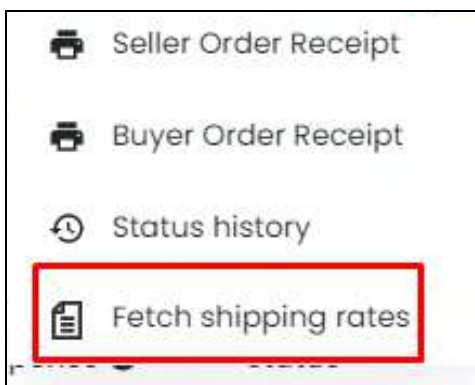 Seller Order Receipt
Buyer Order Receipt
Status history
Fetch shipping rates